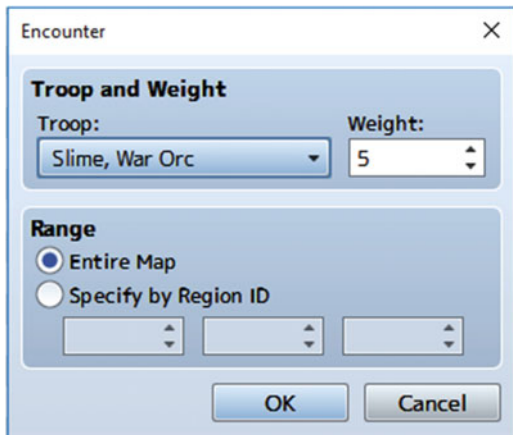 Encounter
Troop and Weight
Troop: Weight:
Slime, War Orc 5
Range
Entire Map
Specify by Region ID
OK Cancel